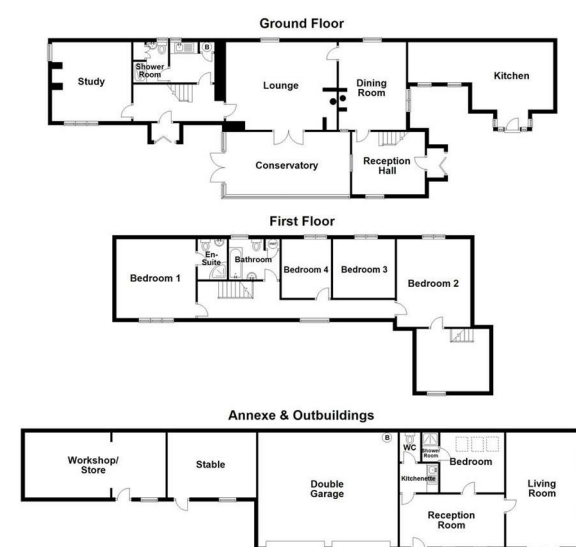 Ground Floor
Study
Shower
Room
B
Lounge
Dining
Room
Kitchen
Conservatory
Reception
Hall
First Floor
Bedroom 1
En-
Suite
Bathroom
Bedroom 4
Bedroom 3
Bedroom 2
Annexe & Outbuildings
Workshop/
Store
Stable
Double
Garage
B
WC
Shower
Room
Kitchenette
Bedroom
Living
Room
Reception
Room